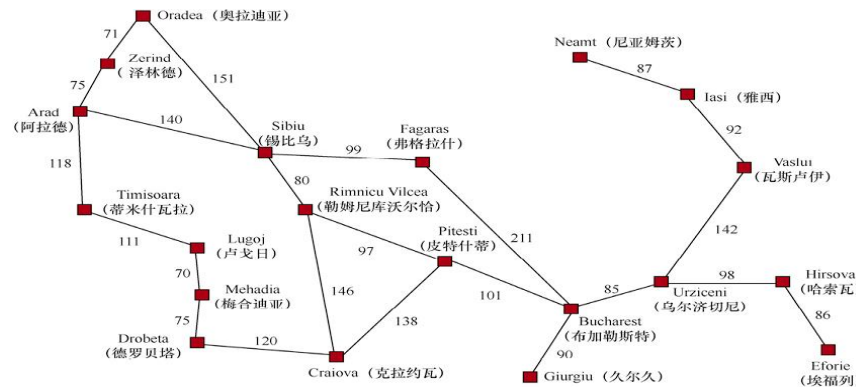 Oradea（奥拉迪亚）
71
Zerind
（泽林德）
75
151
Arad
（阿拉德）
140
118
Sibiu
（锡比乌）
99
Fagaras
（弗格拉什）
80
Timisoara
（蒂米什瓦拉）
111
Rimnicu Vilcea
（勒姆尼库沃尔恰）
Lugoj
（卢戈日）
97
Pitesti
（皮特什蒂）
211
70
Mehadia
（梅合迪亚）
146
101
75
138
Drobeta
（德罗贝塔）
120
Craiova（克拉约瓦）
Neamt（尼亚姆茨）
87
Iasi（雅西）
92
Vaslui
（瓦斯卢伊）
142
85
98
Urziceni
（乌尔济切尼）
Hirsova
（哈索瓦
86
Bucharest
（布加勒斯特）
90
Giurgiu（久尔久）
Eforie
（埃福列